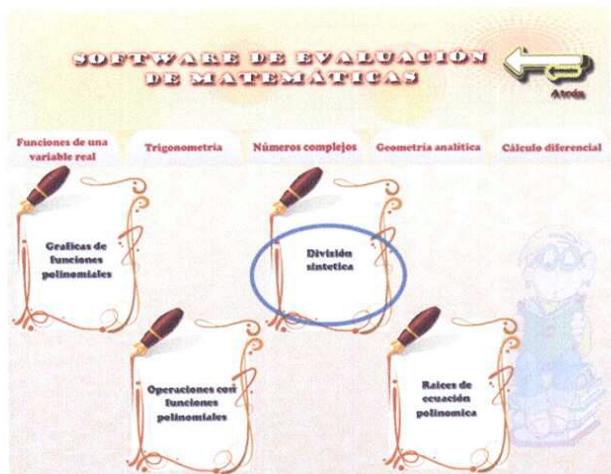 SOFTWARE DE EVALUACIÓN
DE MATEMÁTICAS
Atrás
Funciones de una
variable real
Trigonometría
Números complejos
Geometría analítica
Cálculo diferencial
Graficas de
funciones
polinomiales
División
sintetica
Operaciones con
funciones
polinomiales
Raices de
ecuación
polinomica